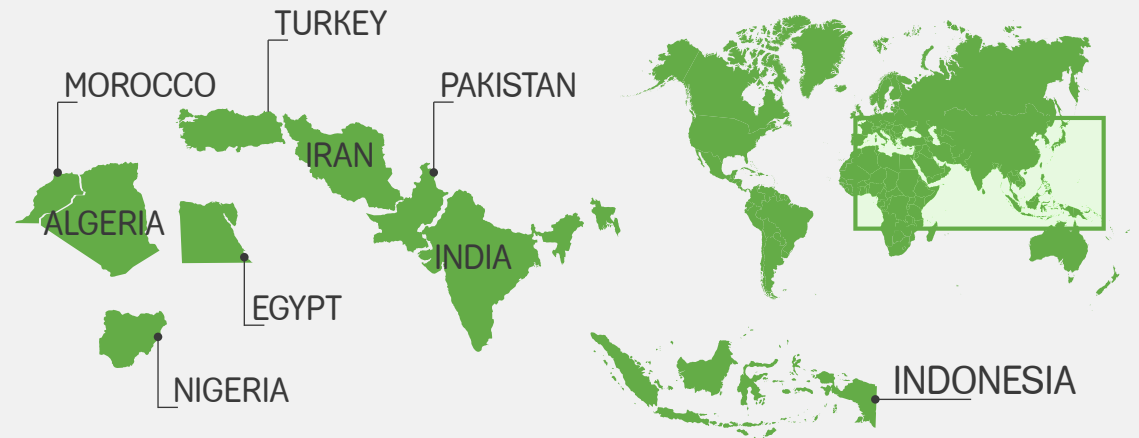 TURKEY
MOROCCO
PAKISTAN
IRAN
ALGERIA
INDIA
EGYPT
NIGERIA
INDONESIA